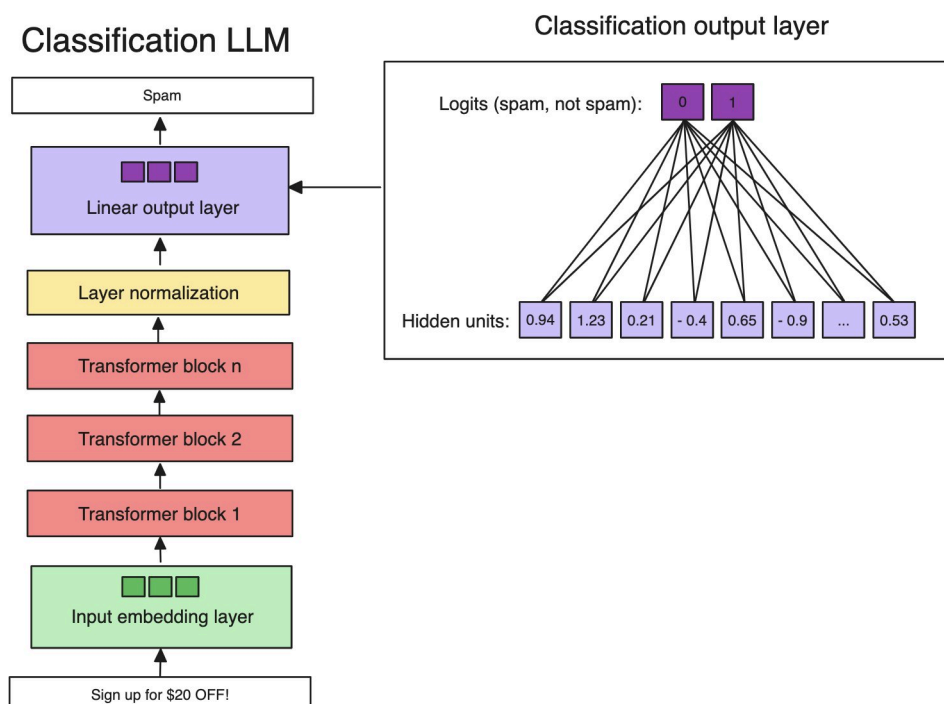 Classification LLM
Spam
Linear output layer
Layer normalization
Transformer block n
Transformer block 2
Transformer block 1
Input embedding layer
Sign up for $20 OFF!
Classification output layer
Logits (spam, not spam): 0 1
Hidden units: 0.94 1.23 0.21 - 0.4 0.65 - 0.9 ... 0.53